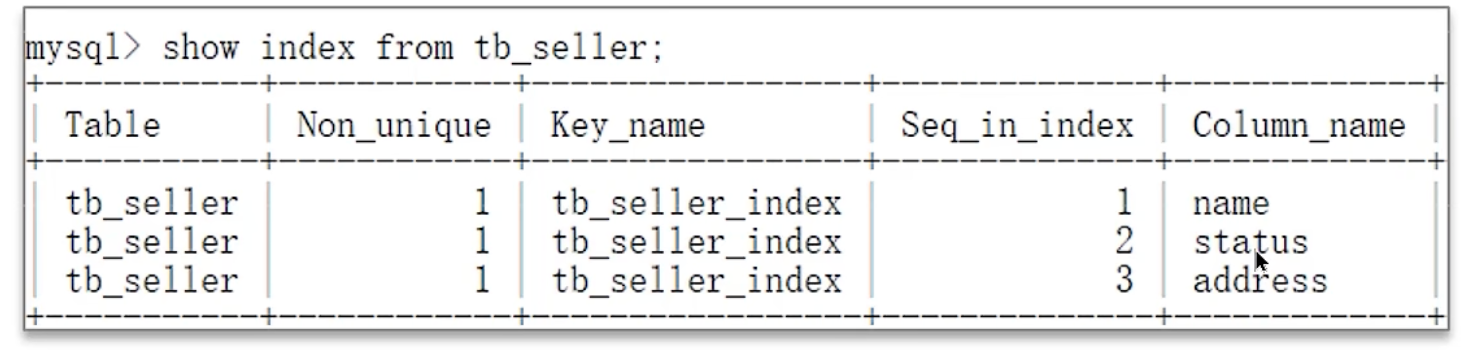 mysql> show index from tb_seller;
+------------+------------+-----------------+--------------+-------------+
| Table | Non_unique | Key_name | Seq_in_index | Column_name |
+------------+------------+-----------------+--------------+-------------+
| tb_seller | 1 | tb_seller_index | 1 | name |
| tb_seller | 1 | tb_seller_index | 2 | status |
| tb_seller | 1 | tb_seller_index | 3 | address |
+------------+------------+-----------------+--------------+-------------+